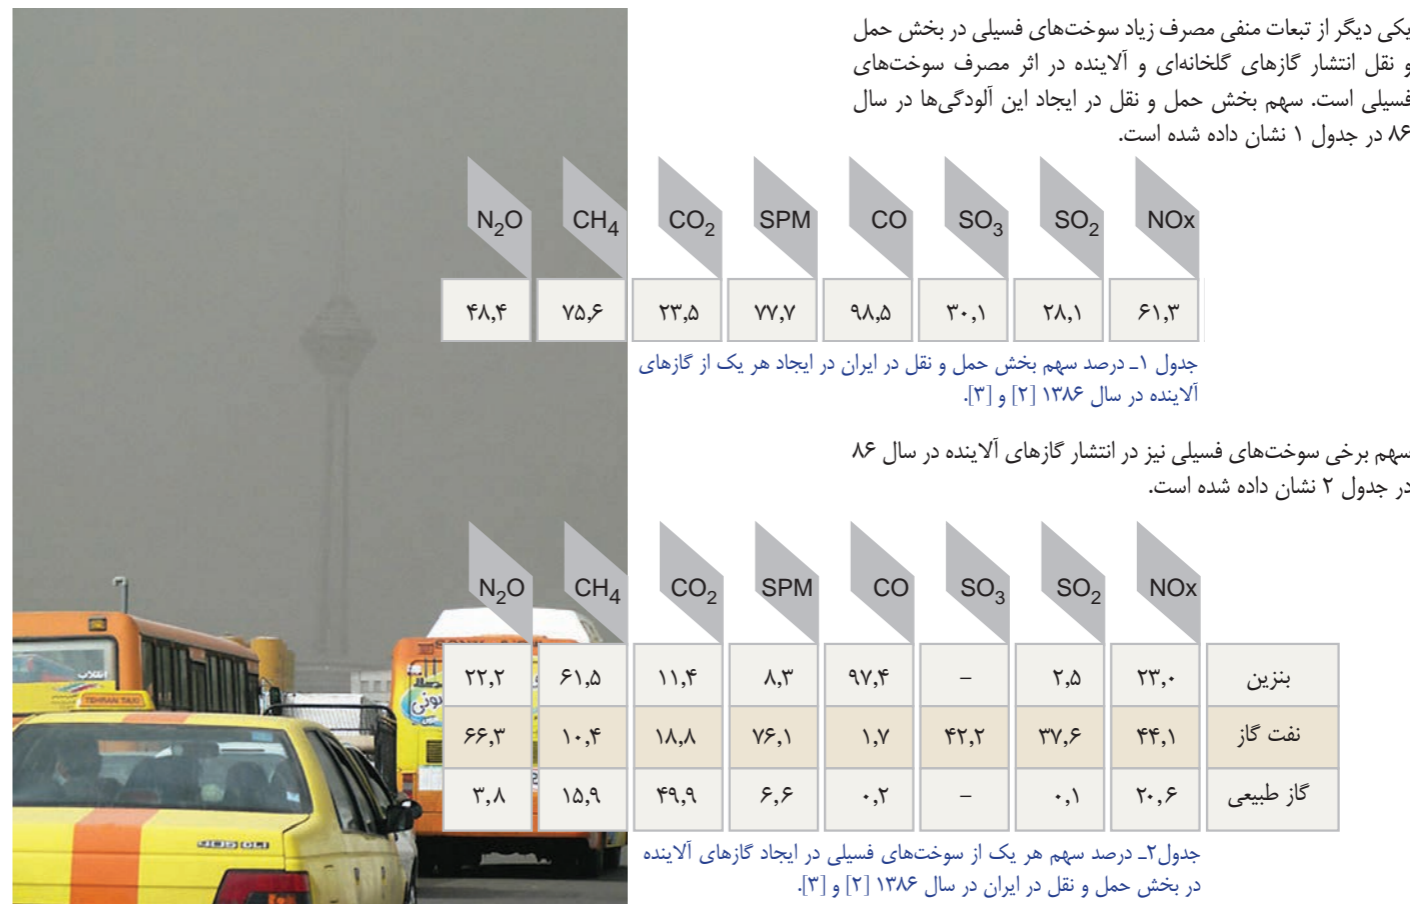 یکی دیگر از تبعات منفی مصرف زیاد سوخت‌های فسیلی در بخش حمل
و نقل انتشار گازهای گلخانه‌ای و آلاینده در اثر مصرف سوخت‌های
فسیلی است. سهم بخش حمل و نقل در ایجاد این آلودگی‌ها در سال
۸۶ در جدول ۱ نشان داده شده است.
NOx SO2 SO3 CO SPM CO2 CH4 N2O
۶۱,۳ ۲۸,۱ ۳۰,۱ ۹۸,۵ ۷۷,۷ ۲۳,۵ ۷۵,۶ ۴۸,۴
جدول ۱ـ درصد سهم بخش حمل و نقل در ایران در ایجاد هر یک از گازهای
آلاینده در سال ۱۳۸۶ [۲] و [۳].
سهم برخی سوخت‌های فسیلی نیز در انتشار گازهای آلاینده در سال ۸۶
در جدول ۲ نشان داده شده است.
NOx SO2 SO3 CO SPM CO2 CH4 N2O
بنزین ۲۳,۰ ۲,۵ – ۹۷,۴ ۸,۳ ۱۱,۴ ۶۱,۵ ۲۲,۲
نفت گاز ۴۴,۱ ۳۷,۶ ۴۲,۲ ۱,۷ ۷۶,۱ ۱۸,۸ ۱۰,۴ ۶۶,۳
گاز طبیعی ۲۰,۶ ۰,۱ – ۰,۲ ۶,۶ ۴۹,۹ ۱۵,۹ ۳,۸
جدول۲ـ درصد سهم هر یک از سوخت‌های فسیلی در ایجاد گازهای آلاینده
در بخش حمل و نقل در ایران در سال ۱۳۸۶ [۲] و [۳].
انقلاب
TEHRAN TAXI